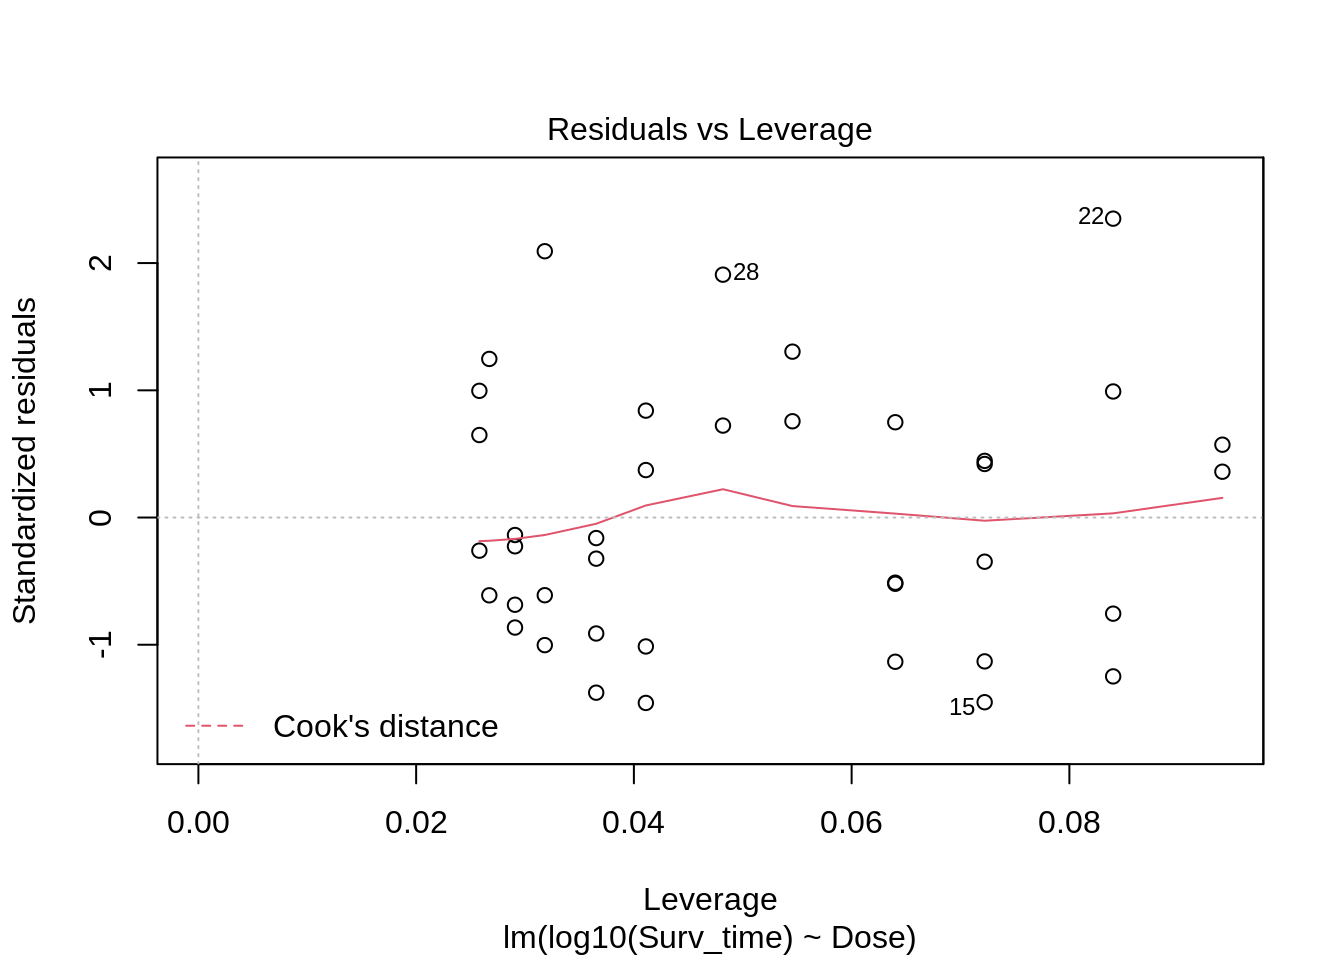 Residuals vs Leverage
Standardized residuals
2
1
0
-1
22
28
15
Cook's distance
0.00 0.02 0.04 0.06 0.08
Leverage
lm(log10(Surv_time) ~ Dose)